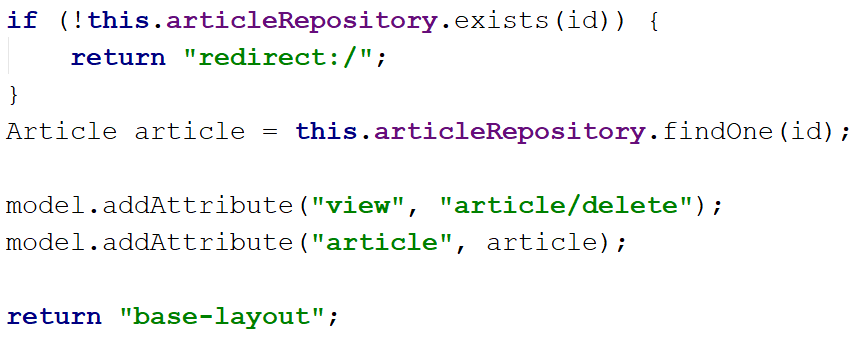 if (!this.articleRepository.exists(id)) {
    return "redirect:/";
}
Article article = this.articleRepository.findOne(id);

model.addAttribute("view", "article/delete");
model.addAttribute("article", article);

return "base-layout";